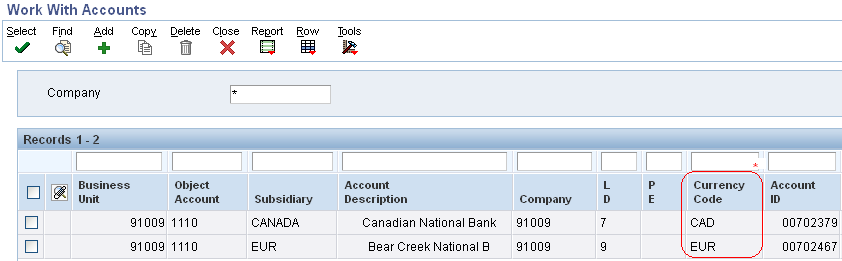 Work With Accounts
Select Find Add Copy Delete Close Report Row Tools
Company *
Records 1 - 2
*
Business Unit Object Account Subsidiary Account Description Company L D P E Currency Code Account ID
91009 1110 CANADA Canadian National Bank 91009 7 CAD 00702379
91009 1110 EUR Bear Creek National B 91009 9 EUR 00702467